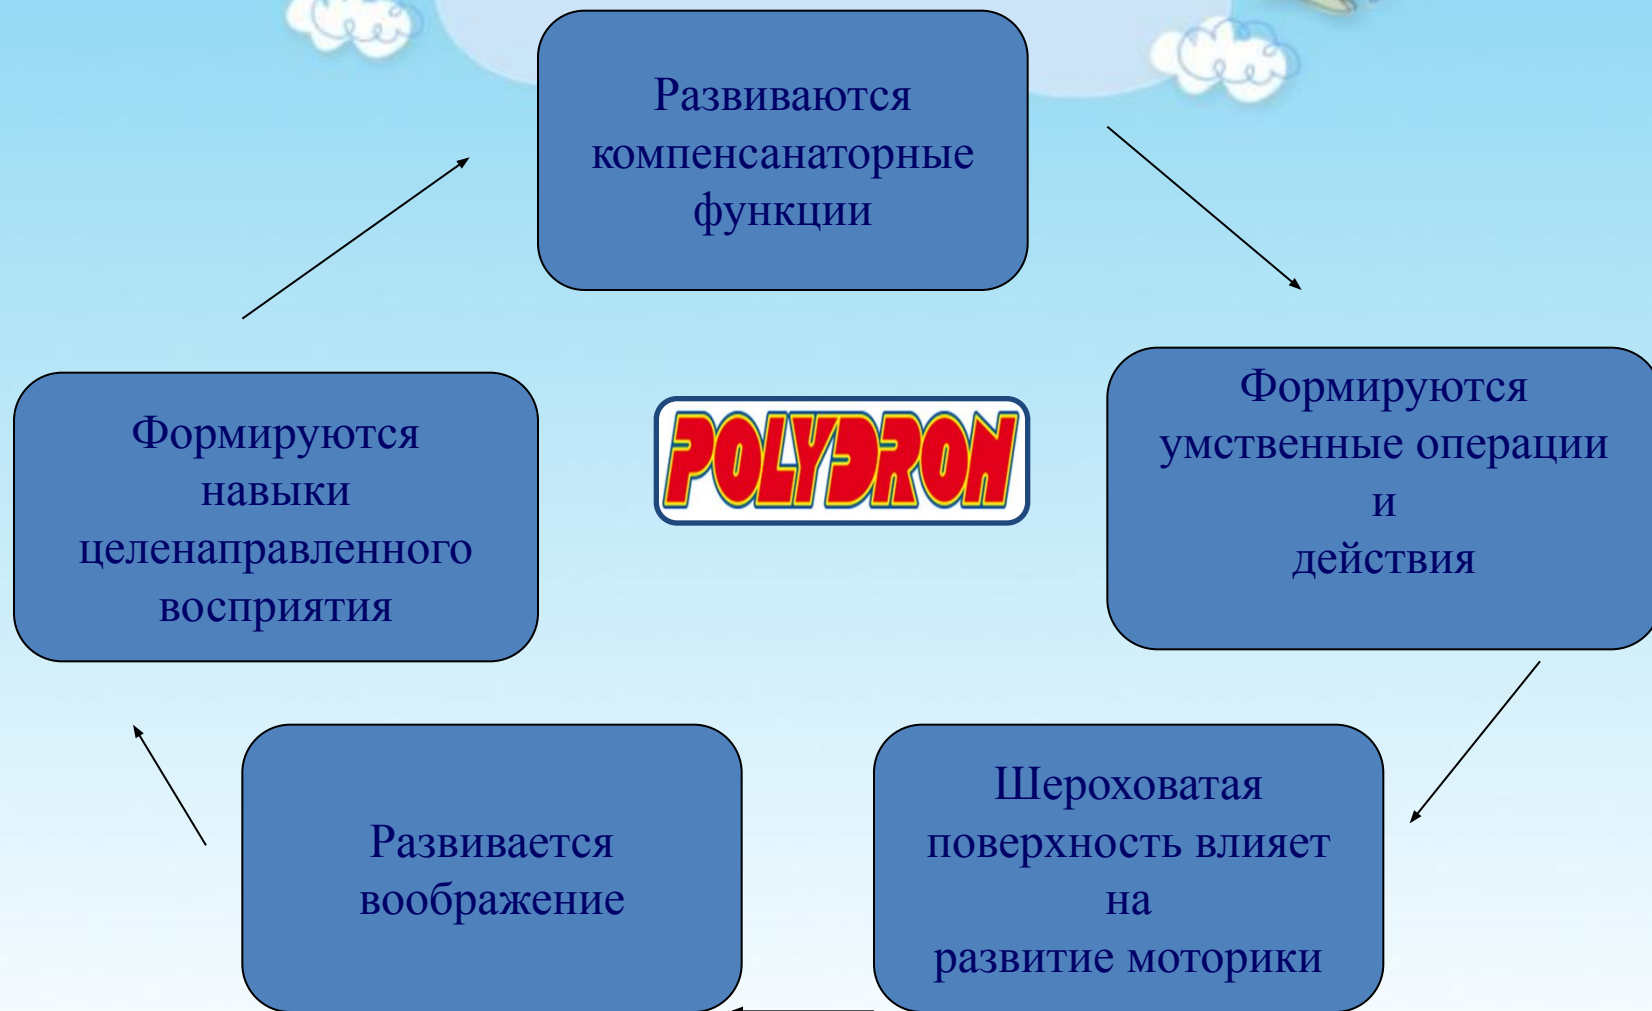 Развиваются
компенсанаторные
функции
Формируются
умственные операции
и
действия
Формируются
навыки
целенаправленного
восприятия
POLYDRON
Шероховатая
поверхность влияет
на
развитие моторики
Развивается
воображение